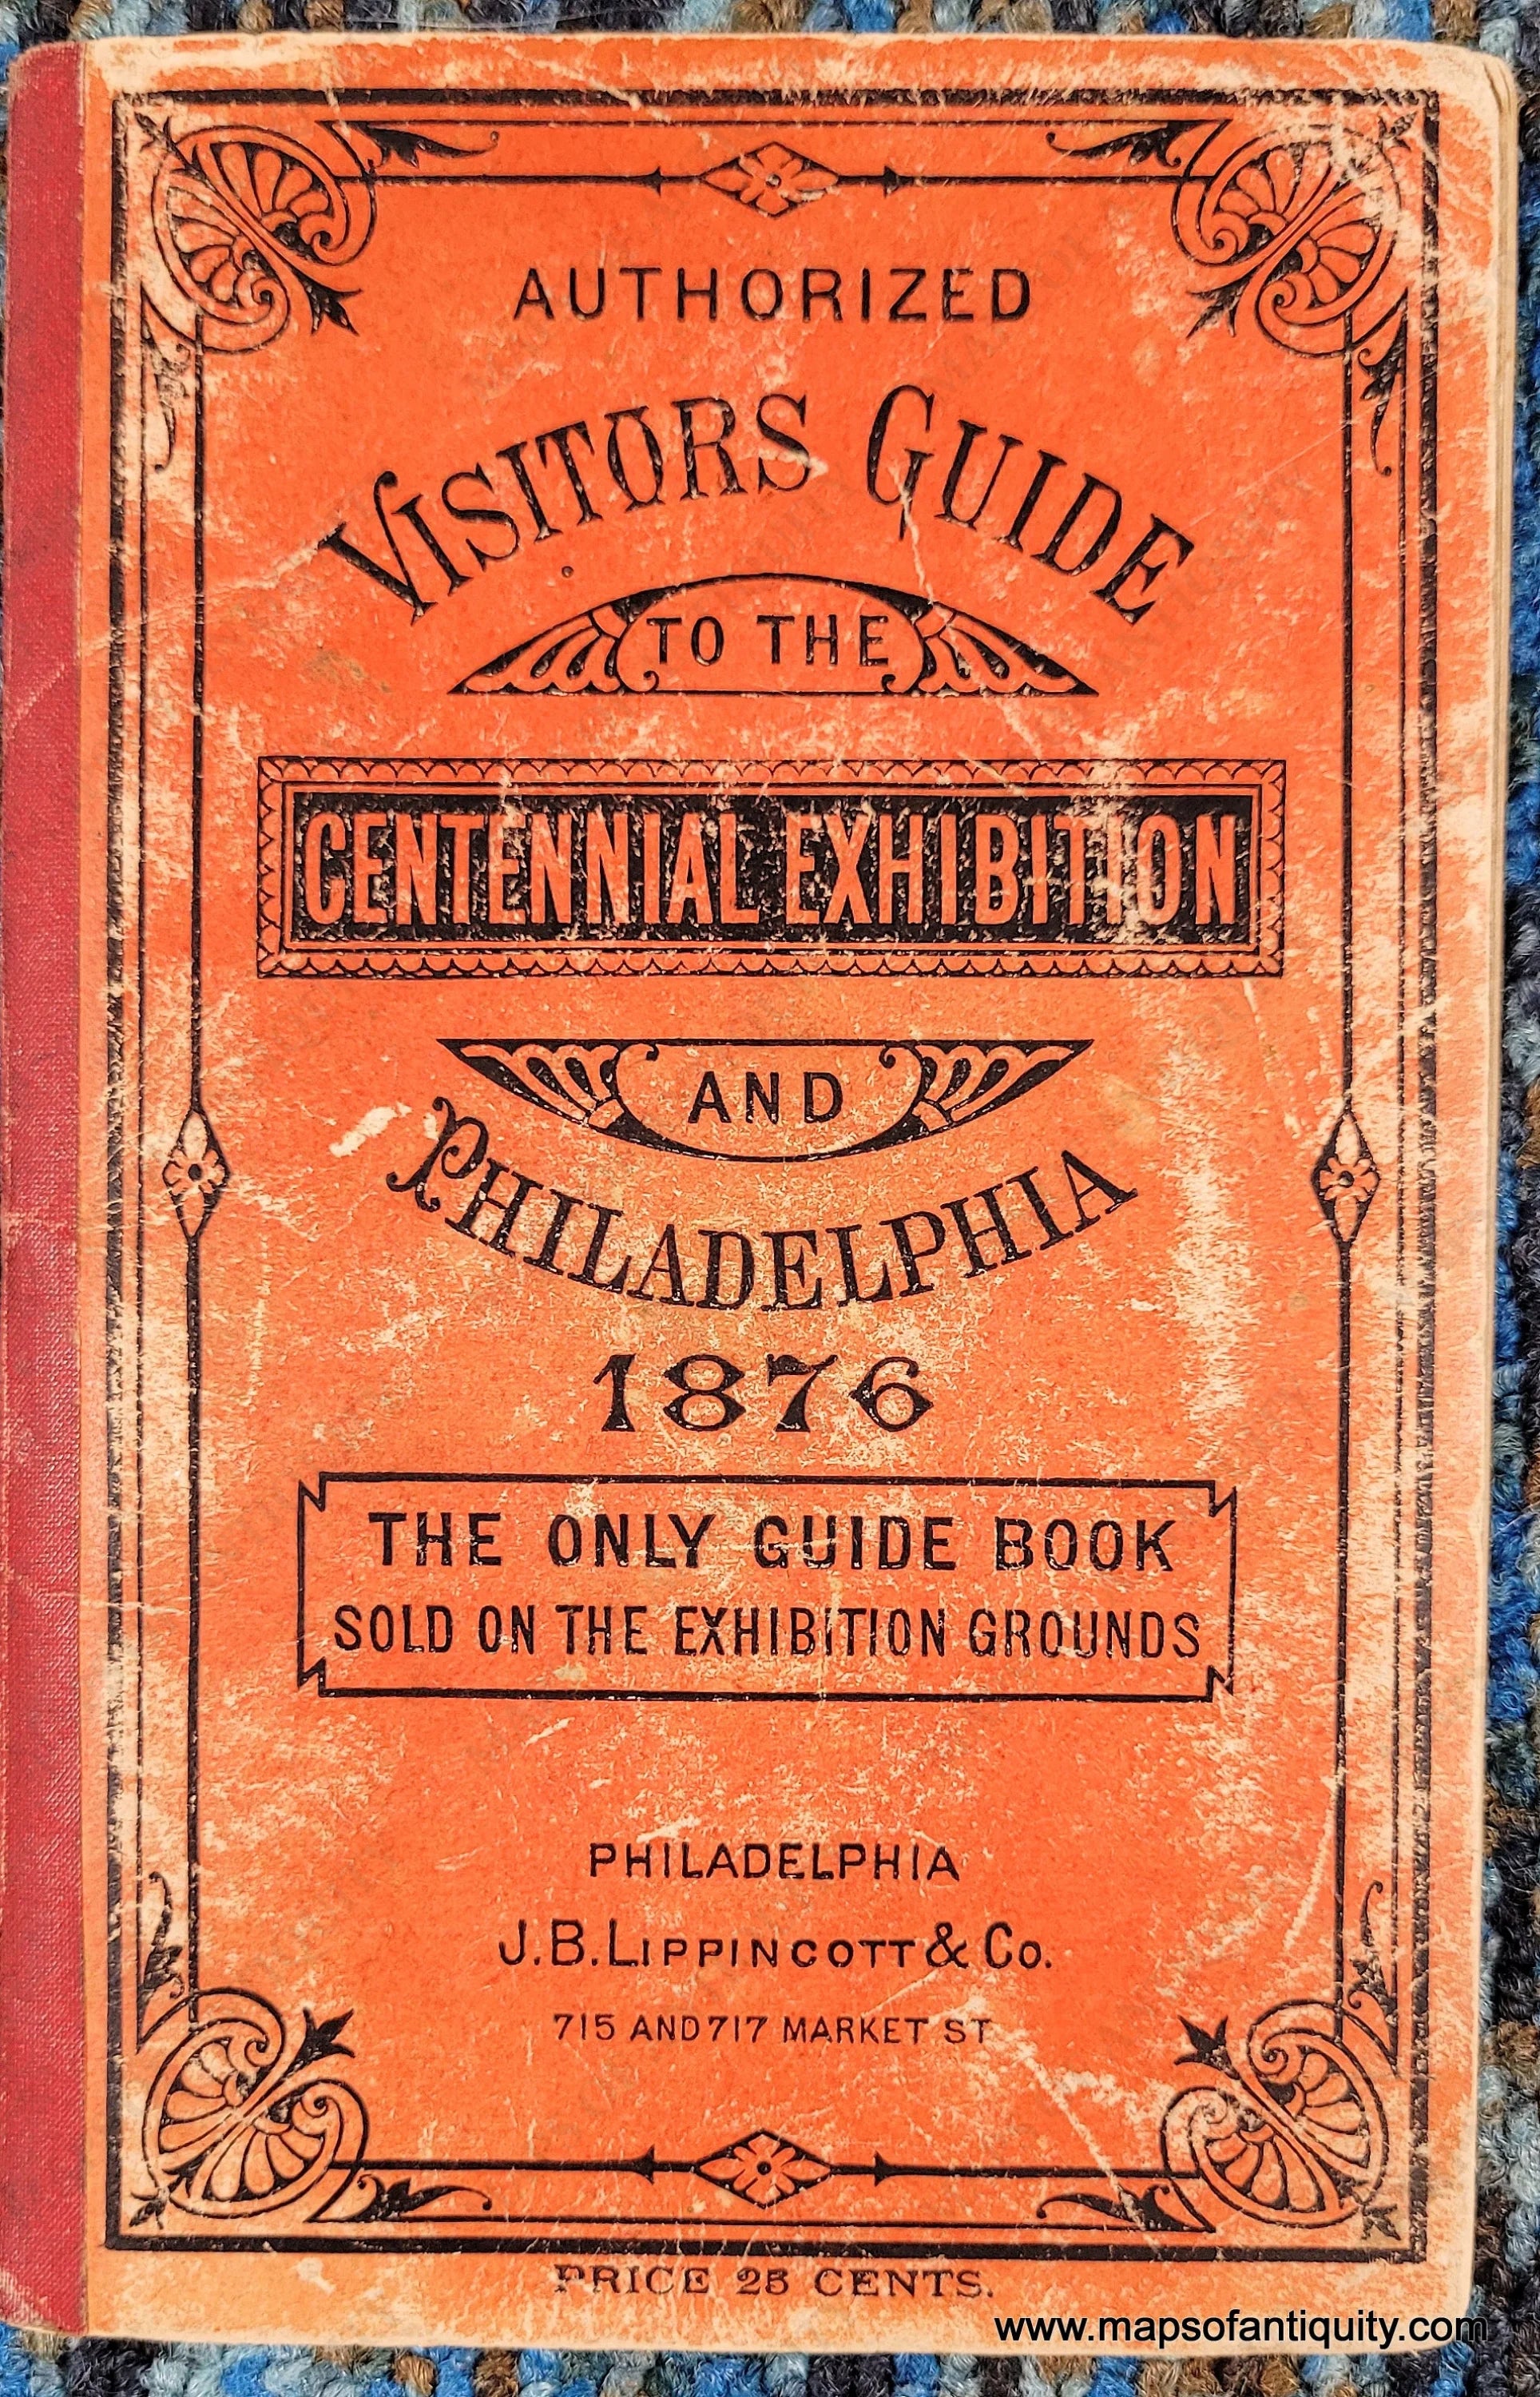 AUTHORIZED
VISITORS GUIDE
TO THE
CENTENNIAL EXHIBITION
AND
PHILADELPHIA
1876
THE ONLY GUIDE BOOK
SOLD ON THE EXHIBITION GROUNDS
PHILADELPHIA
J.B. LIPPINCOTT & CO.
715 AND 717 MARKET ST
PRICE 25 CENTS.
www.mapsofantiquity.com